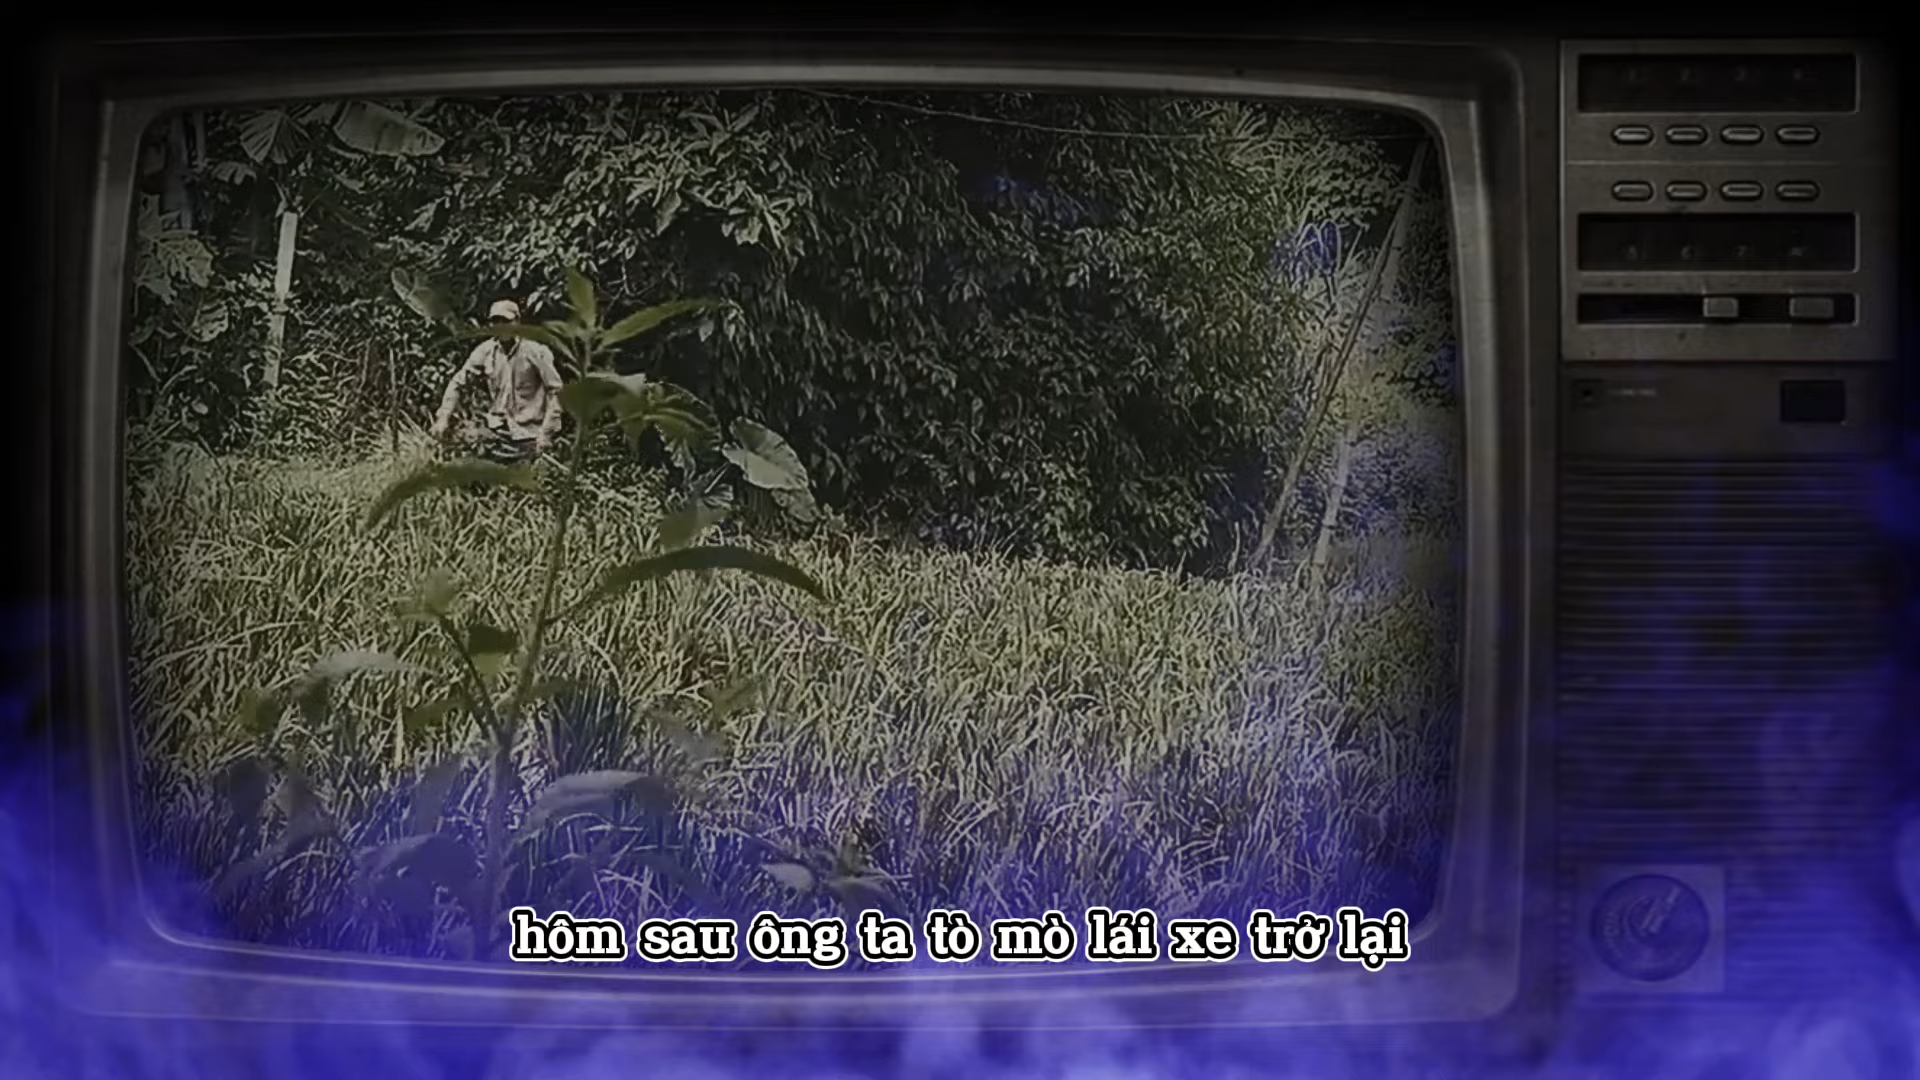 hôm sau ông ta tò mò lái xe trở lại